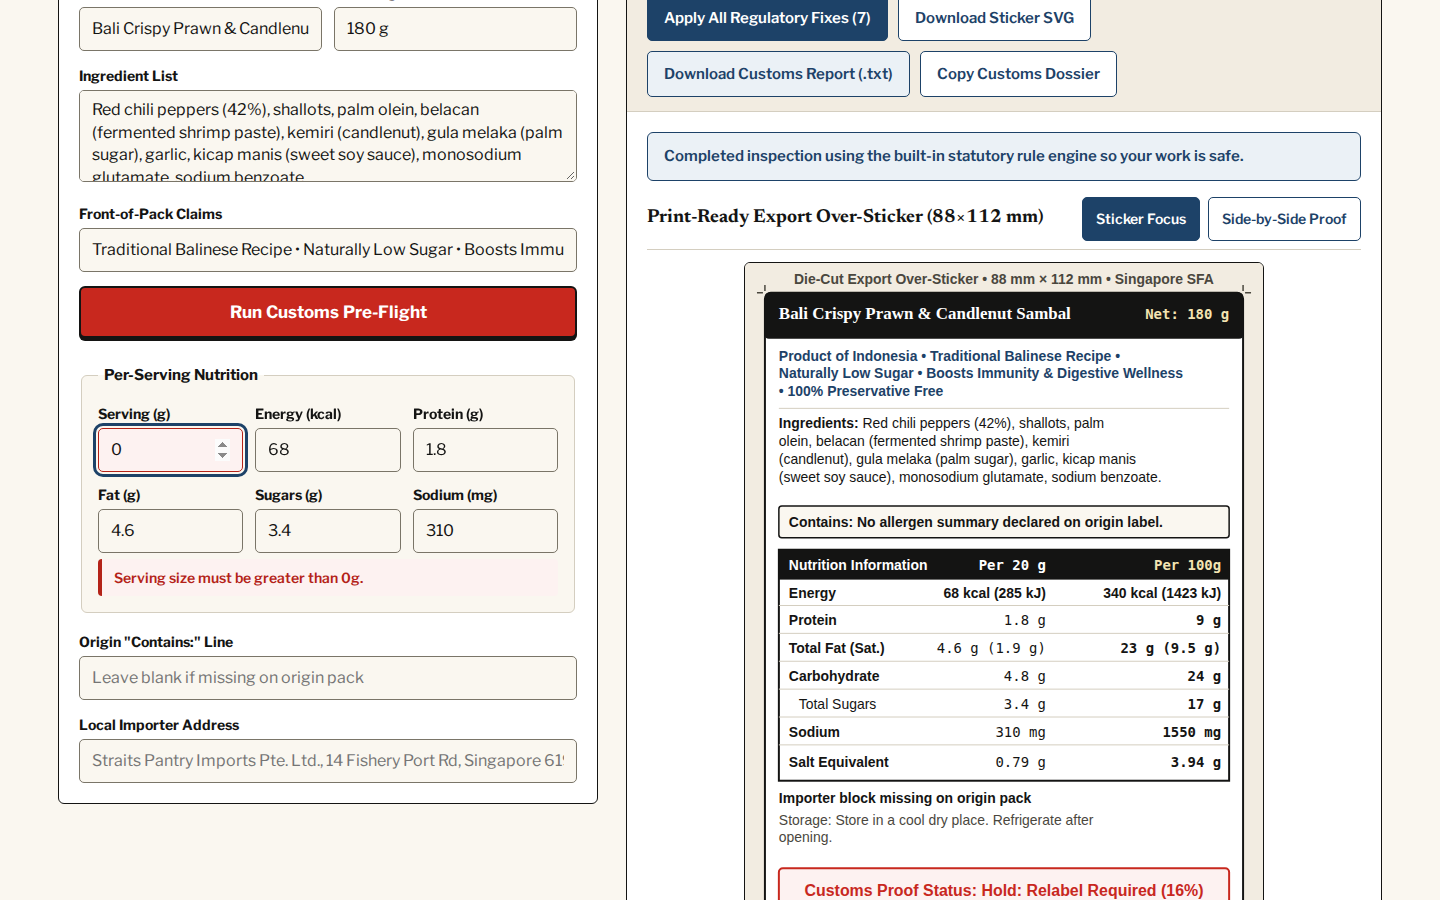 Bali Crispy Prawn & Candlenu
180 g
Ingredient List
Red chili peppers (42%), shallots, palm olein, belacan
(fermented shrimp paste), kemiri (candlenut), gula melaka (palm
sugar), garlic, kicap manis (sweet soy sauce), monosodium
glutamate, sodium benzoate
Front-of-Pack Claims
Traditional Balinese Recipe • Naturally Low Sugar • Boosts Immu
Run Customs Pre-Flight
Per-Serving Nutrition
Serving (g) Energy (kcal) Protein (g)
0 68 1.8
Fat (g) Sugars (g) Sodium (mg)
4.6 3.4 310
Serving size must be greater than 0g.
Origin "Contains:" Line
Leave blank if missing on origin pack
Local Importer Address
Straits Pantry Imports Pte. Ltd., 14 Fishery Port Rd, Singapore 61
Apply All Regulatory Fixes (7)
Download Sticker SVG
Download Customs Report (.txt)
Copy Customs Dossier
Completed inspection using the built-in statutory rule engine so your work is safe.
Print-Ready Export Over-Sticker (88×112 mm)
Sticker Focus
Side-by-Side Proof
Die-Cut Export Over-Sticker • 88 mm × 112 mm • Singapore SFA
Bali Crispy Prawn & Candlenut Sambal Net: 180 g
Product of Indonesia • Traditional Balinese Recipe •
Naturally Low Sugar • Boosts Immunity & Digestive Wellness
• 100% Preservative Free
Ingredients: Red chili peppers (42%), shallots, palm
olein, belacan (fermented shrimp paste), kemiri
(candlenut), gula melaka (palm sugar), garlic, kicap manis
(sweet soy sauce), monosodium glutamate, sodium benzoate.
Contains: No allergen summary declared on origin label.
Nutrition Information Per 20 g Per 100g
Energy 68 kcal (285 kJ) 340 kcal (1423 kJ)
Protein 1.8 g 9 g
Total Fat (Sat.) 4.6 g (1.9 g) 23 g (9.5 g)
Carbohydrate 4.8 g 24 g
Total Sugars 3.4 g 17 g
Sodium 310 mg 1550 mg
Salt Equivalent 0.79 g 3.94 g
Importer block missing on origin pack
Storage: Store in a cool dry place. Refrigerate after
opening.
Customs Proof Status: Hold: Relabel Required (16%)